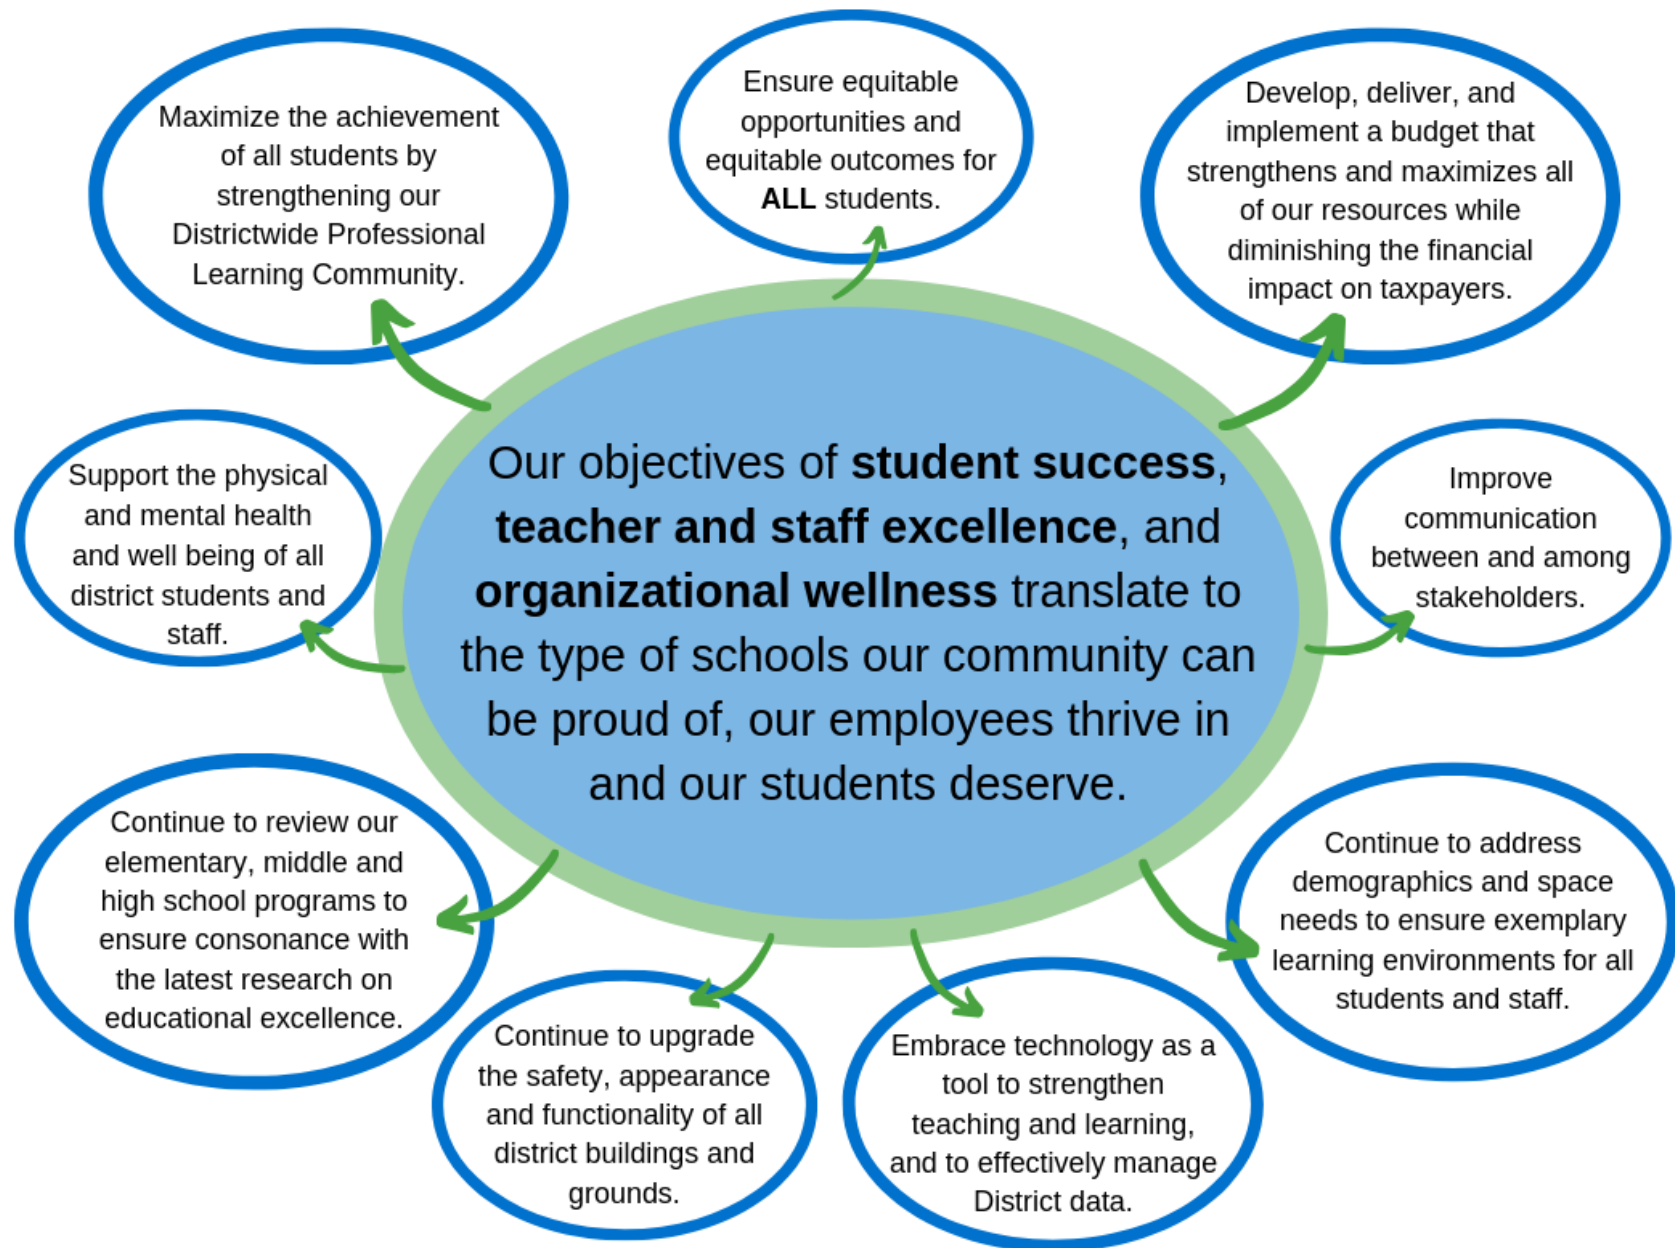 Maximize the achievement
of all students by
strengthening our
Districtwide Professional
Learning Community.
Ensure equitable
opportunities and
equitable outcomes for
ALL students.
Develop, deliver, and
implement a budget that
strengthens and maximizes all
of our resources while
diminishing the financial
impact on taxpayers.
Support the physical
and mental health
and well being of all
district students and
staff.
Our objectives of student success,
teacher and staff excellence, and
organizational wellness translate to
the type of schools our community can
be proud of, our employees thrive in
and our students deserve.
Improve
communication
between and among
stakeholders.
Continue to review our
elementary, middle and
high school programs to
ensure consonance with
the latest research on
educational excellence.
Continue to upgrade
the safety, appearance
and functionality of all
district buildings and
grounds.
Embrace technology as a
tool to strengthen
teaching and learning,
and to effectively manage
District data.
Continue to address
demographics and space
needs to ensure exemplary
learning environments for all
students and staff.